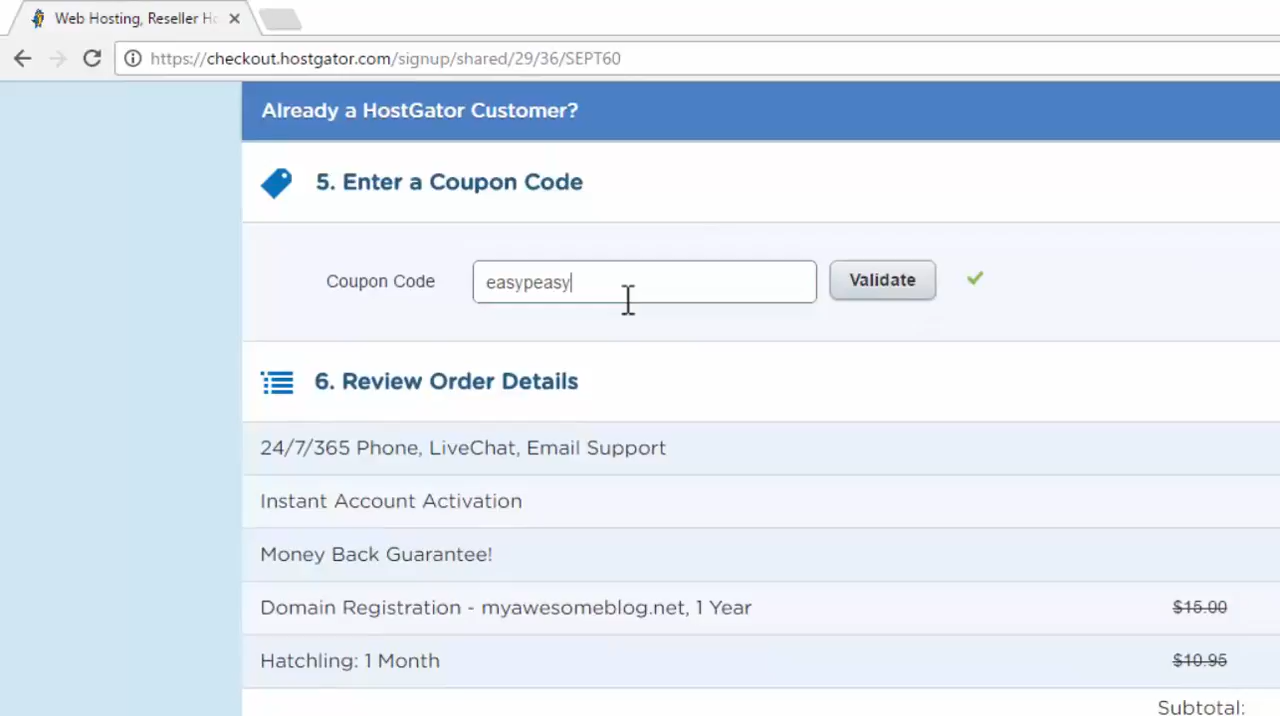 Web Hosting, Reseller Ho
https://checkout.hostgator.com/signup/shared/29/36/SEPT60
Already a HostGator Customer?
5. Enter a Coupon Code
Coupon Code easypeasy Validate
6. Review Order Details
24/7/365 Phone, LiveChat, Email Support
Instant Account Activation
Money Back Guarantee!
Domain Registration - myawesomeblog.net, 1 Year $15.00
Hatchling: 1 Month $10.95
Subtotal: